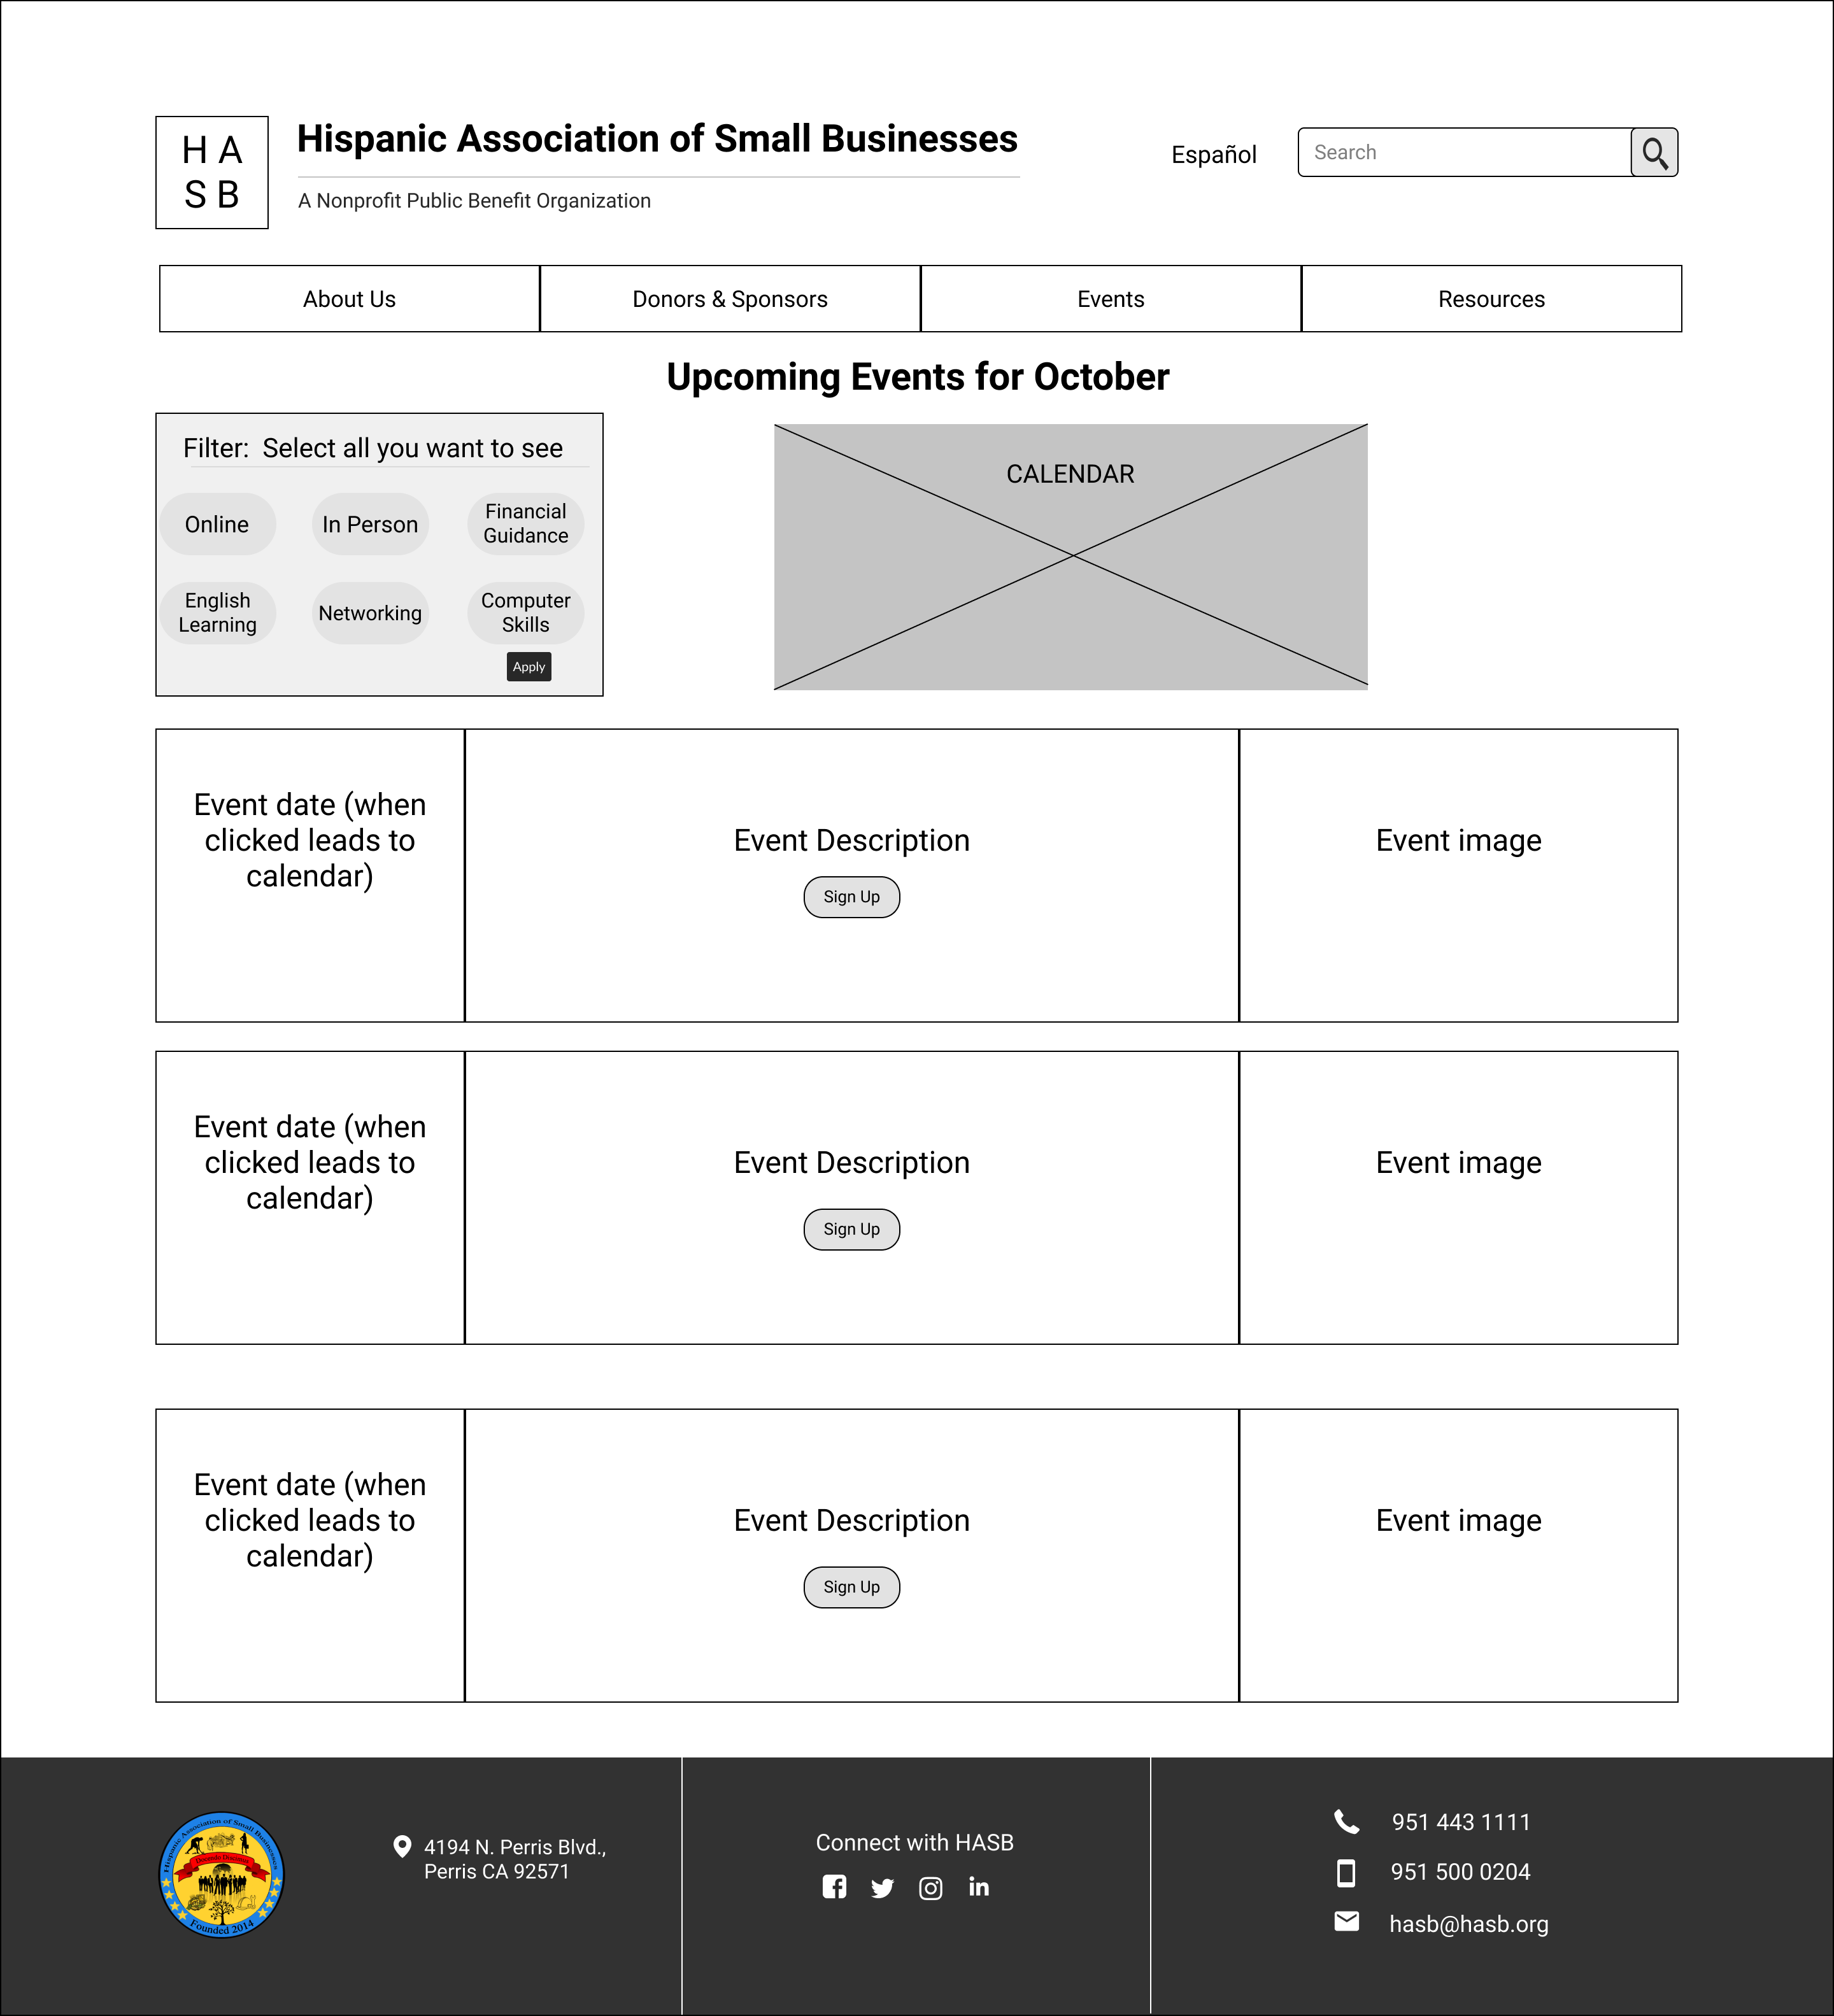 H A
S B
Hispanic Association of Small Businesses
A Nonprofit Public Benefit Organization
Español
Search
About Us
Donors & Sponsors
Events
Resources
Upcoming Events for October
Filter:  Select all you want to see
Online
In Person
Financial
Guidance
English
Learning
Networking
Computer
Skills
Apply
CALENDAR
Event date (when
clicked leads to
calendar)
Event Description
Sign Up
Event image
Event date (when
clicked leads to
calendar)
Event Description
Sign Up
Event image
Event date (when
clicked leads to
calendar)
Event Description
Sign Up
Event image
Hispanic Association of Small Businesses
Founded 2014
4194 N. Perris Blvd.,
Perris CA 92571
Connect with HASB
951 443 1111
951 500 0204
hasb@hasb.org